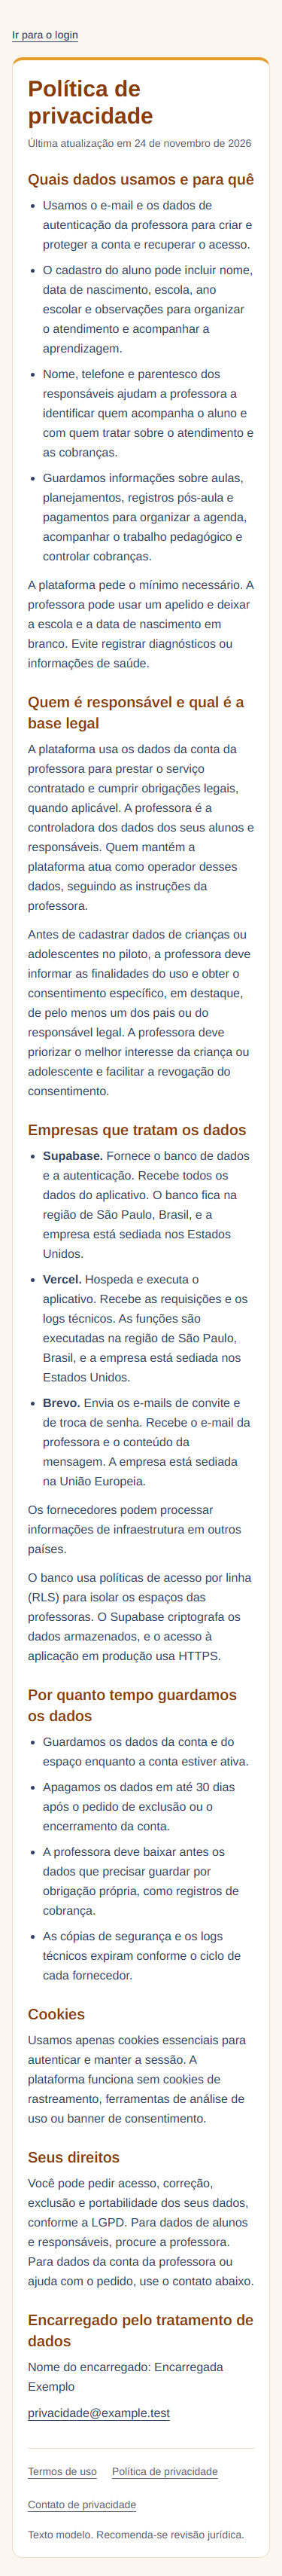 Ir para o login
Política de
privacidade
Última atualização em 24 de novembro de 2026
Quais dados usamos e para quê
• Usamos o e-mail e os dados de
autenticação da professora para criar e
proteger a conta e recuperar o acesso.
• O cadastro do aluno pode incluir nome,
data de nascimento, escola, ano
escolar e observações para organizar
o atendimento e acompanhar a
aprendizagem.
• Nome, telefone e parentesco dos
responsáveis ajudam a professora a
identificar quem acompanha o aluno e
com quem tratar sobre o atendimento e
as cobranças.
• Guardamos informações sobre aulas,
planejamentos, registros pós-aula e
pagamentos para organizar a agenda,
acompanhar o trabalho pedagógico e
controlar cobranças.
A plataforma pede o mínimo necessário. A
professora pode usar um apelido e deixar
a escola e a data de nascimento em
branco. Evite registrar diagnósticos ou
informações de saúde.
Quem é responsável e qual é a
base legal
A plataforma usa os dados da conta da
professora para prestar o serviço
contratado e cumprir obrigações legais,
quando aplicável. A professora é a
controladora dos dados dos seus alunos e
responsáveis. Quem mantém a
plataforma atua como operador desses
dados, seguindo as instruções da
professora.
Antes de cadastrar dados de crianças ou
adolescentes no piloto, a professora deve
informar as finalidades do uso e obter o
consentimento específico, em destaque,
de pelo menos um dos pais ou do
responsável legal. A professora deve
priorizar o melhor interesse da criança ou
adolescente e facilitar a revogação do
consentimento.
Empresas que tratam os dados
• Supabase. Fornece o banco de dados
e a autenticação. Recebe todos os
dados do aplicativo. O banco fica na
região de São Paulo, Brasil, e a
empresa está sediada nos Estados
Unidos.
• Vercel. Hospeda e executa o
aplicativo. Recebe as requisições e os
logs técnicos. As funções são
executadas na região de São Paulo,
Brasil, e a empresa está sediada nos
Estados Unidos.
• Brevo. Envia os e-mails de convite e
de troca de senha. Recebe o e-mail da
professora e o conteúdo da
mensagem. A empresa está sediada
na União Europeia.
Os fornecedores podem processar
informações de infraestrutura em outros
países.
O banco usa políticas de acesso por linha
(RLS) para isolar os espaços das
professoras. O Supabase criptografa os
dados armazenados, e o acesso à
aplicação em produção usa HTTPS.
Por quanto tempo guardamos
os dados
• Guardamos os dados da conta e do
espaço enquanto a conta estiver ativa.
• Apagamos os dados em até 30 dias
após o pedido de exclusão ou o
encerramento da conta.
• A professora deve baixar antes os
dados que precisar guardar por
obrigação própria, como registros de
cobrança.
• As cópias de segurança e os logs
técnicos expiram conforme o ciclo de
cada fornecedor.
Cookies
Usamos apenas cookies essenciais para
autenticar e manter a sessão. A
plataforma funciona sem cookies de
rastreamento, ferramentas de análise de
uso ou banner de consentimento.
Seus direitos
Você pode pedir acesso, correção,
exclusão e portabilidade dos seus dados,
conforme a LGPD. Para dados de alunos
e responsáveis, procure a professora.
Para dados da conta da professora ou
ajuda com o pedido, use o contato abaixo.
Encarregado pelo tratamento de
dados
Nome do encarregado: Encarregada
Exemplo
privacidade@example.test
Termos de uso Política de privacidade
Contato de privacidade
Texto modelo. Recomenda-se revisão jurídica.